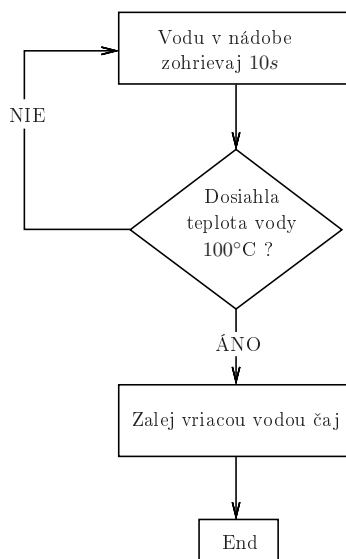 Vodu v nádobe
zohrievaj 10s
NIE
Dosiahla
teplota vody
100°C ?
ÁNO
Zalej vriacou vodou čaj
End